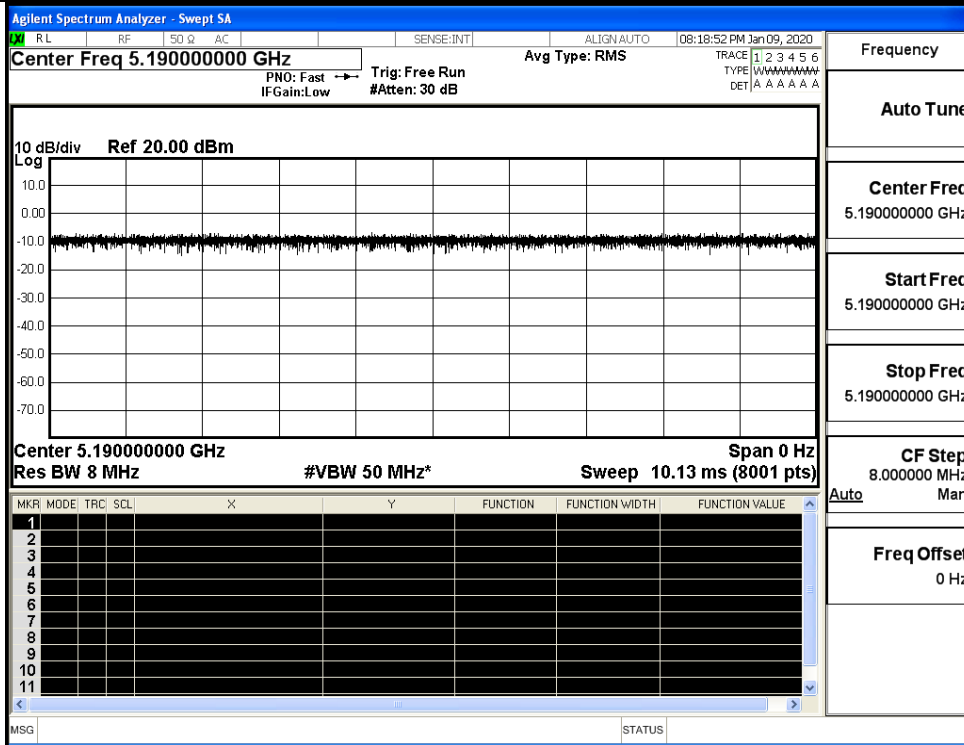 Agilent Spectrum Analyzer - Swept SA
LXI RL RF 50 Ω AC SENSE:INT ALIGN AUTO 08:18:52 PM Jan 09, 2020
Center Freq 5.190000000 GHz Avg Type: RMS TRACE 1 2 3 4 5 6
PNO: Fast Trig: Free Run TYPE WWWWWW
IFGain:Low #Atten: 30 dB DET A A A A A A
10 dB/div Ref 20.00 dBm
Log
10.0
0.00
-10.0
-20.0
-30.0
-40.0
-50.0
-60.0
-70.0
Center 5.190000000 GHz Span 0 Hz
Res BW 8 MHz #VBW 50 MHz* Sweep 10.13 ms (8001 pts)
MKR MODE TRC SCL X Y FUNCTION FUNCTION WIDTH FUNCTION VALUE
1
2
3
4
5
6
7
8
9
10
11
MSG STATUS
Frequency
Auto Tune
Center Freq
5.190000000 GHz
Start Freq
5.190000000 GHz
Stop Freq
5.190000000 GHz
CF Step
8.000000 MHz
Auto Man
Freq Offset
0 Hz